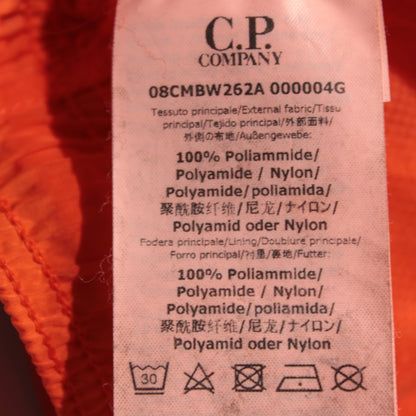 C.P.
COMPANY
08CMBW262A 000004G
Tessuto principale/External fabric/Tissu
principal/Tejido principal/外部面料/
外側の布地/Außengewebe:
100% Poliammide/
Polyamide / Nylon/
Polyamide/poliamida/
聚酰胺纤维/尼龙/ナイロン/
Polyamid oder Nylon
Fodera principale/Lining/Doublure principale/
Forro principal/衬里/裏地/Futter:
100% Poliammide/
Polyamide / Nylon/
Polyamide/poliamida/
聚酰胺纤维/尼龙/ナイロン/
Polyamid oder Nylon
30